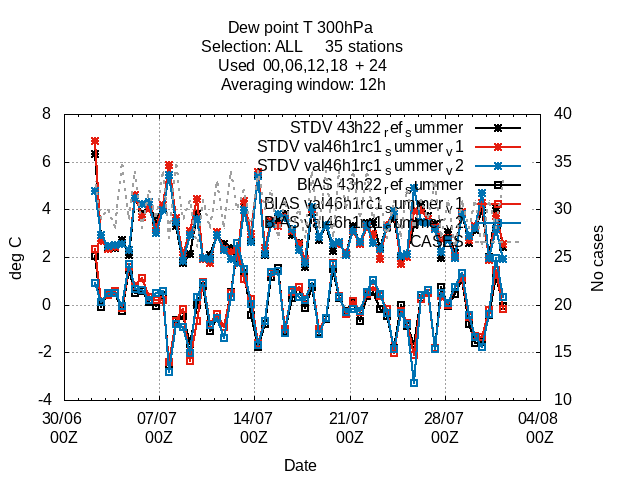 Dew point T 300hPa
Selection: ALL 35 stations
Used 00,06,12,18 + 24
Averaging window: 12h
STDV 43h22_ref_summer
STDV val46h1rc1_summer_v1
STDV val46h1rc1_summer_v2
BIAS 43h22_ref_summer
BIAS val46h1rc1_summer_v1
BIAS val46h1rc1_summer_v2
CASES
deg C
8
6
4
2
0
-2
-4
No cases
40
35
30
25
20
15
10
30/06 07/07 14/07 21/07 28/07 04/08
00Z 00Z 00Z 00Z 00Z 00Z
Date